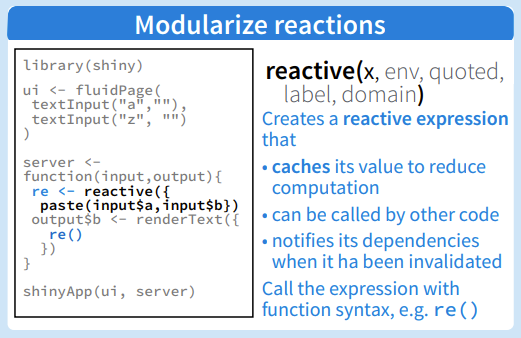 Modularize reactions
library(shiny)
ui <- fluidPage(
textInput("a",""),
textInput("z", "")
)
server <-
function(input,output){
re <- reactive({
paste(input$a,input$b})
output$b <- renderText({
re()
})
}
shinyApp(ui, server)
reactive(x, env, quoted,
label, domain)
Creates a reactive expression
that
• caches its value to reduce
computation
• can be called by other code
• notifies its dependencies
when it ha been invalidated
Call the expression with
function syntax, e.g. re()